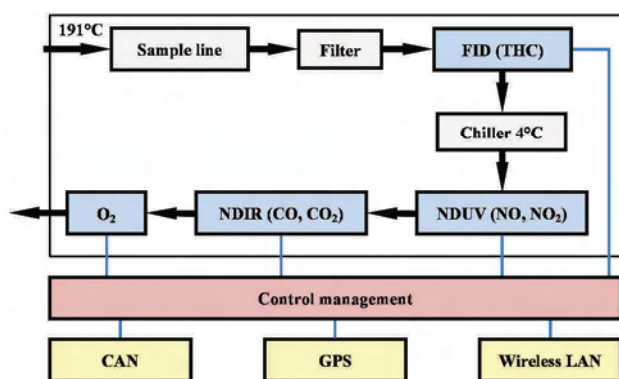 191°C
Sample line
Filter
FID (THC)
Chiller 4°C
O₂
NDIR (CO, CO₂)
NDUV (NO, NO₂)
Control management
CAN
GPS
Wireless LAN